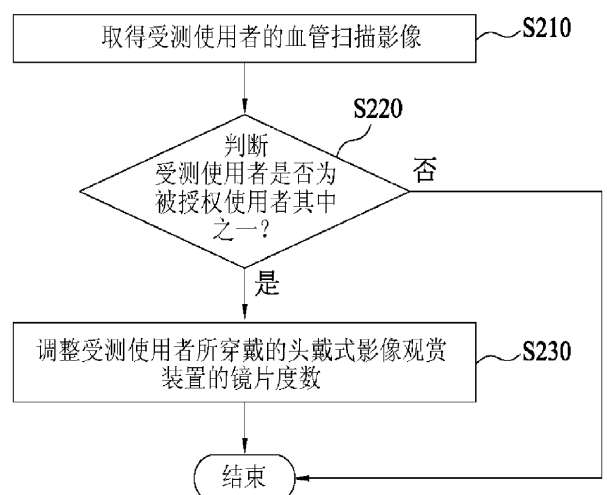 取得受测使用者的血管扫描影像
S210
S220
判断
受测使用者是否为
被授权使用者其中
之一？
否
是
调整受测使用者所穿戴的头戴式影像观赏
装置的镜片度数
S230
结束